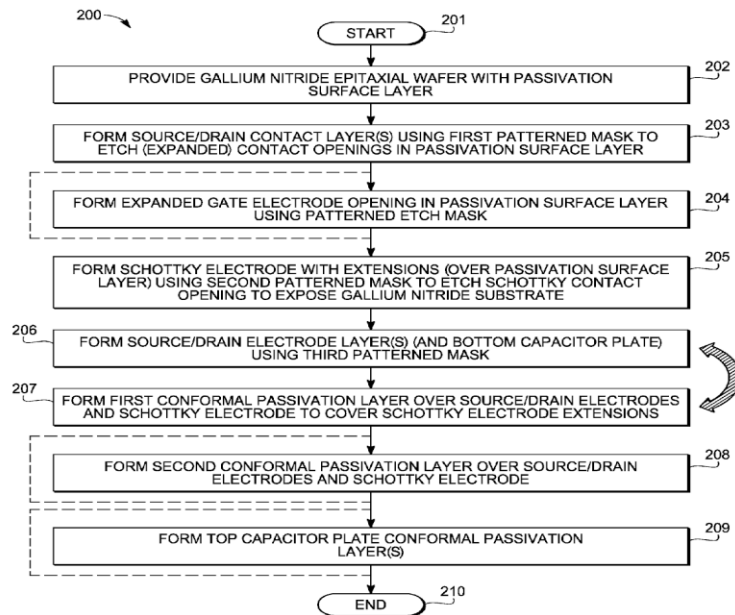 200
START
201
PROVIDE GALLIUM NITRIDE EPITAXIAL WAFER WITH PASSIVATION
SURFACE LAYER
202
FORM SOURCE/DRAIN CONTACT LAYER(S) USING FIRST PATTERNED MASK TO
ETCH (EXPANDED) CONTACT OPENINGS IN PASSIVATION SURFACE LAYER
203
FORM EXPANDED GATE ELECTRODE OPENING IN PASSIVATION SURFACE LAYER
USING PATTERNED ETCH MASK
204
FORM SCHOTTKY ELECTRODE WITH EXTENSIONS (OVER PASSIVATION SURFACE
LAYER) USING SECOND PATTERNED MASK TO ETCH SCHOTTKY CONTACT
OPENING TO EXPOSE GALLIUM NITRIDE SUBSTRATE
205
206
FORM SOURCE/DRAIN ELECTRODE LAYER(S) (AND BOTTOM CAPACITOR PLATE)
USING THIRD PATTERNED MASK
207
FORM FIRST CONFORMAL PASSIVATION LAYER OVER SOURCE/DRAIN ELECTRODES
AND SCHOTTKY ELECTRODE TO COVER SCHOTTKY ELECTRODE EXTENSIONS
FORM SECOND CONFORMAL PASSIVATION LAYER OVER SOURCE/DRAIN
ELECTRODES AND SCHOTTKY ELECTRODE
208
FORM TOP CAPACITOR PLATE CONFORMAL PASSIVATION
LAYER(S)
209
END
210